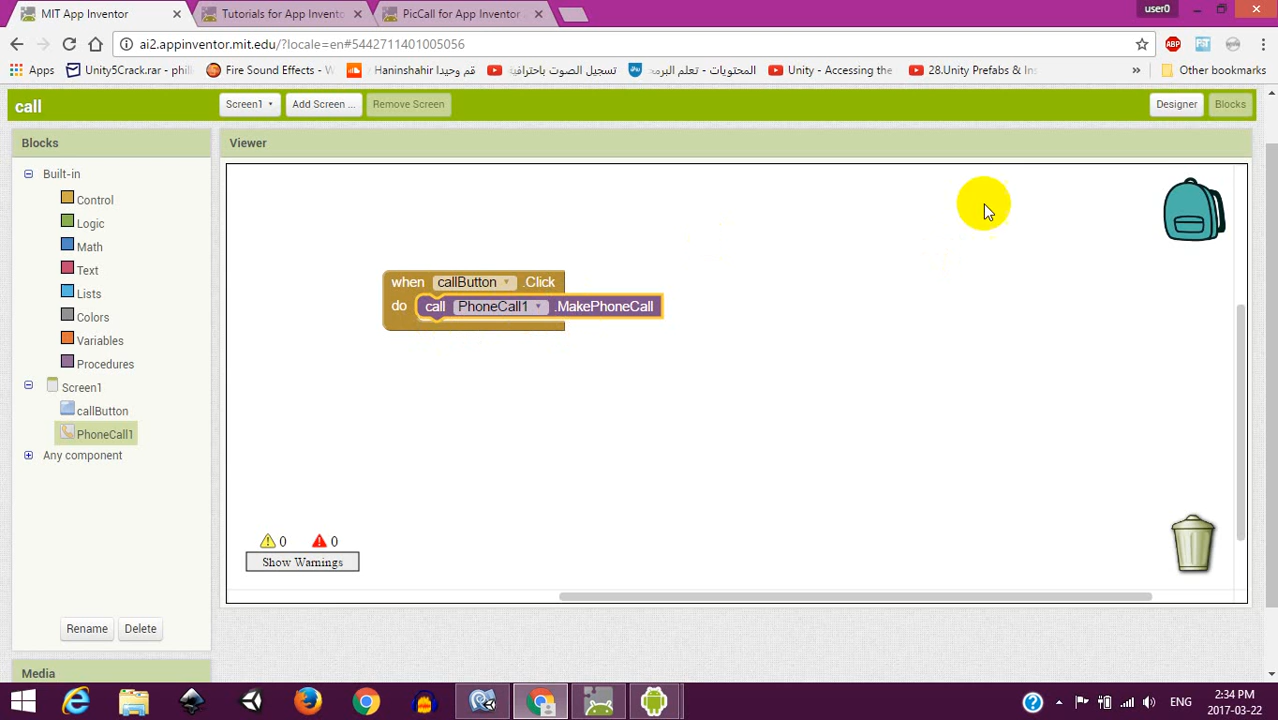 MIT App Inventor
Tutorials for App Inventor
PicCall for App Inventor
user0
ai2.appinventor.mit.edu/?locale=en#5442711401005056
ABP
Apps
Unity5Crack.rar - phil
Fire Sound Effects - W
Haninshahir | قم وحيدا
تسجيل الصوت باحترافية
المحتويات - تعلم البرمجة
Unity - Accessing the
28.Unity Prefabs & Ins
»
Other bookmarks
call
Screen1
Add Screen ...
Remove Screen
Designer
Blocks
Blocks
Viewer
Built-in
Control
Logic
Math
Text
Lists
Colors
Variables
Procedures
Screen1
callButton
PhoneCall1
Any component
Rename
Delete
Media
when callButton .Click
do call PhoneCall1 .MakePhoneCall
0 0
Show Warnings
ENG
2:34 PM
2017-03-22